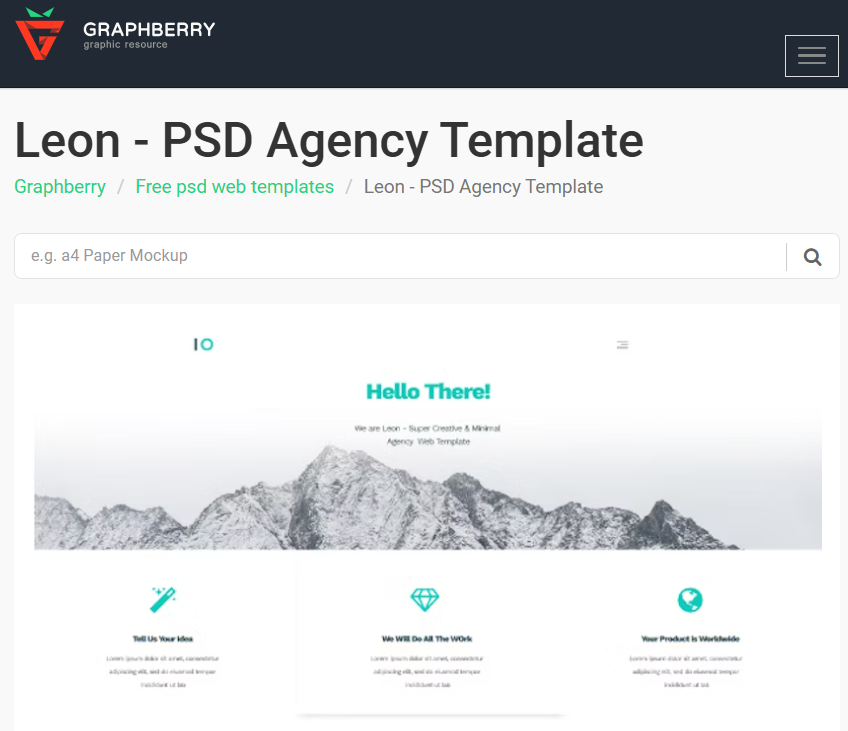 GRAPHBERRY
graphic resource
Leon - PSD Agency Template
Graphberry / Free psd web templates / Leon - PSD Agency Template
e.g. a4 Paper Mockup
IO
Hello There!
We are Leon - Super Creative & Minimal
Agency Web Template
Tell Us Your Idea
We Will Do All The WOrk
Your Product is Worldwide
Lorem ipsum dolor sit amet, consectetur
adipiscing elit, sed do eiusmod tempor
incididunt ut lab
Lorem ipsum dolor sit amet, consectetur
adipiscing elit, sed do eiusmod tempor
incididunt ut lab
Lorem ipsum dolor sit amet, consectetur
adipiscing elit, sed do eiusmod tempor
incididunt ut lab